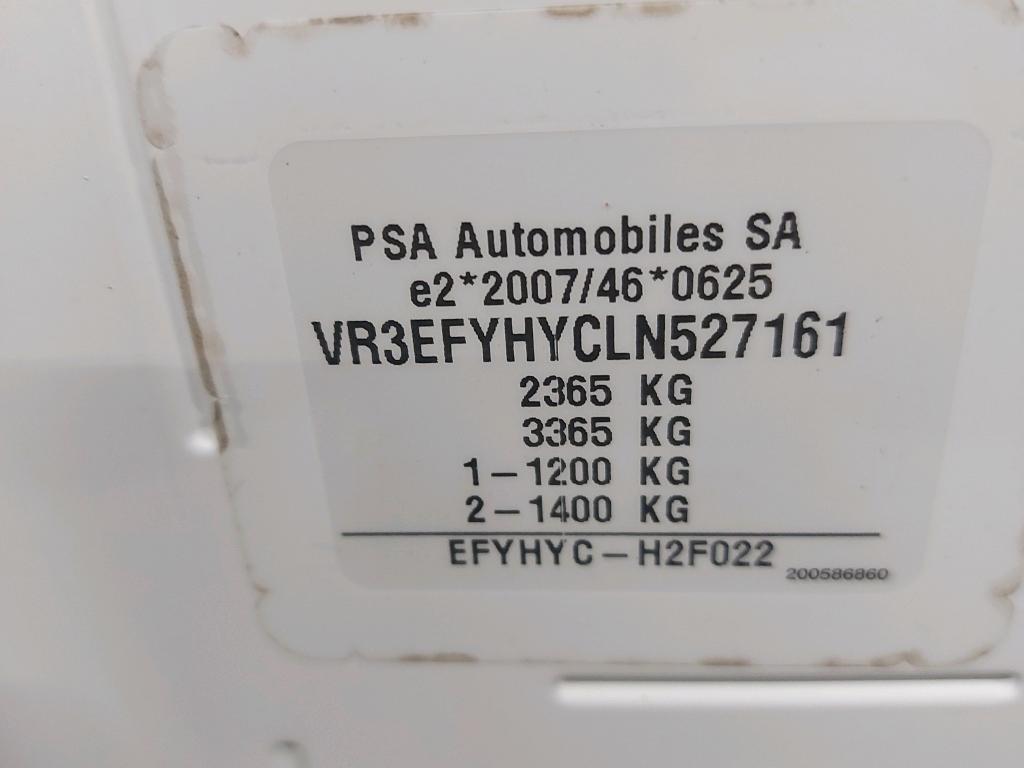 PSA Automobiles SA
e2*2007/46*0625
VR3EFYHYCLN527161
2365 KG
3365 KG
1-1200 KG
2-1400 KG
EFYHYC-H2F022
200586860